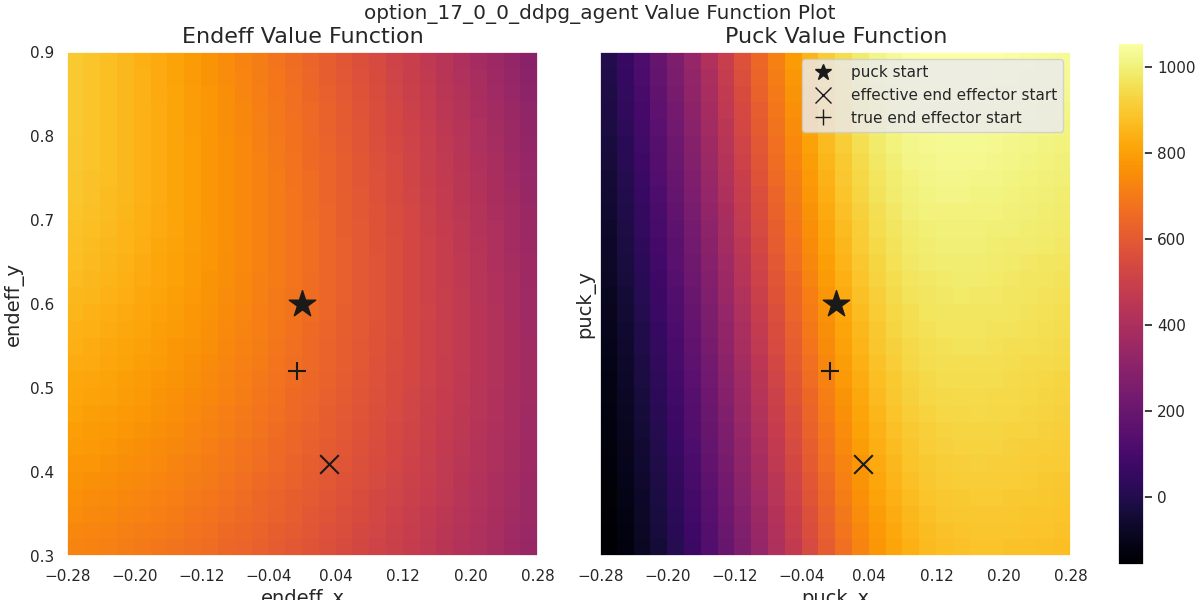 option_17_0_0_ddpg_agent Value Function Plot
Endeff Value Function
Puck Value Function
0.9
0.8
0.7
0.6
0.5
0.4
0.3
endeff_y
−0.28 −0.20 −0.12 −0.04 0.04 0.12 0.20 0.28
endeff_x
puck start
effective end effector start
true end effector start
puck_y
−0.28 −0.20 −0.12 −0.04 0.04 0.12 0.20 0.28
puck_x
1000
800
600
400
200
0